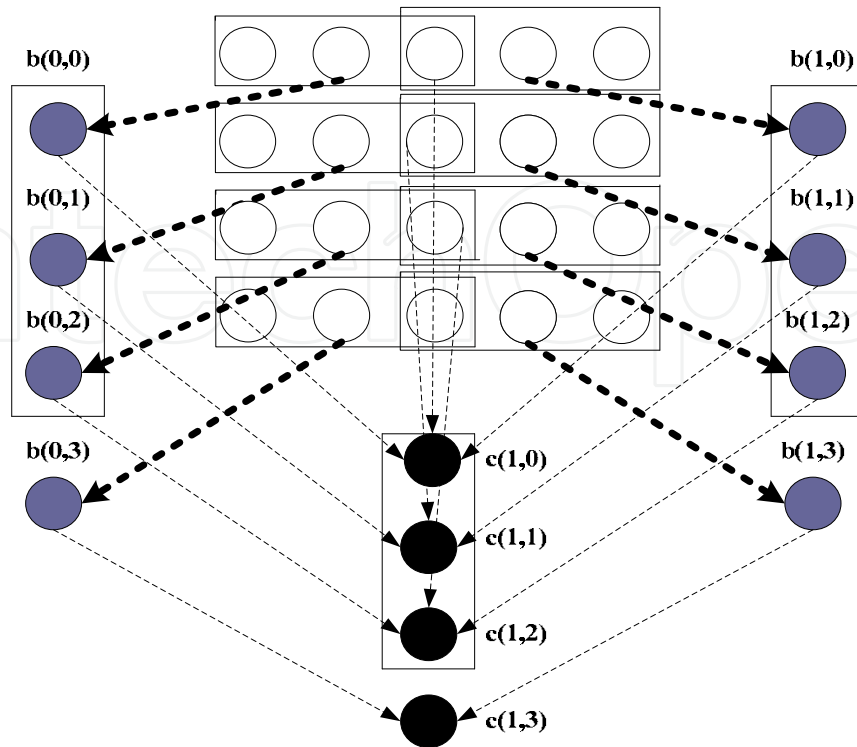 b(0,0)
b(1,0)
b(0,1)
b(1,1)
b(0,2)
b(1,2)
b(0,3)
b(1,3)
c(1,0)
c(1,1)
c(1,2)
c(1,3)